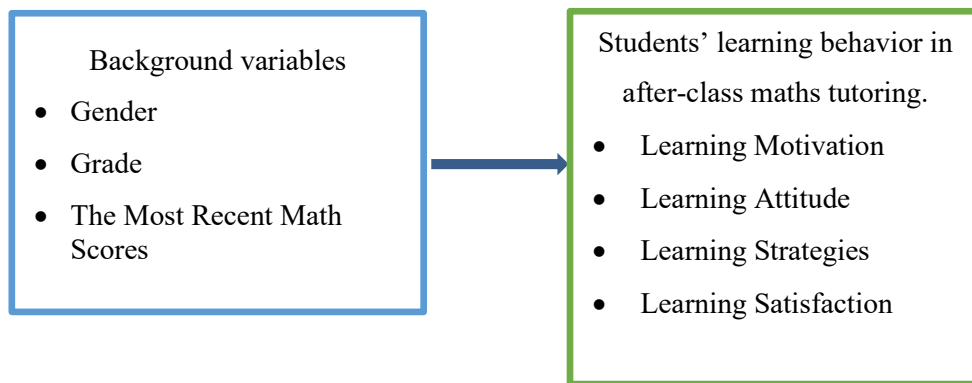 Background variables
• Gender
• Grade
• The Most Recent Math
Scores
Students’ learning behavior in
after-class maths tutoring.
• Learning Motivation
• Learning Attitude
• Learning Strategies
• Learning Satisfaction